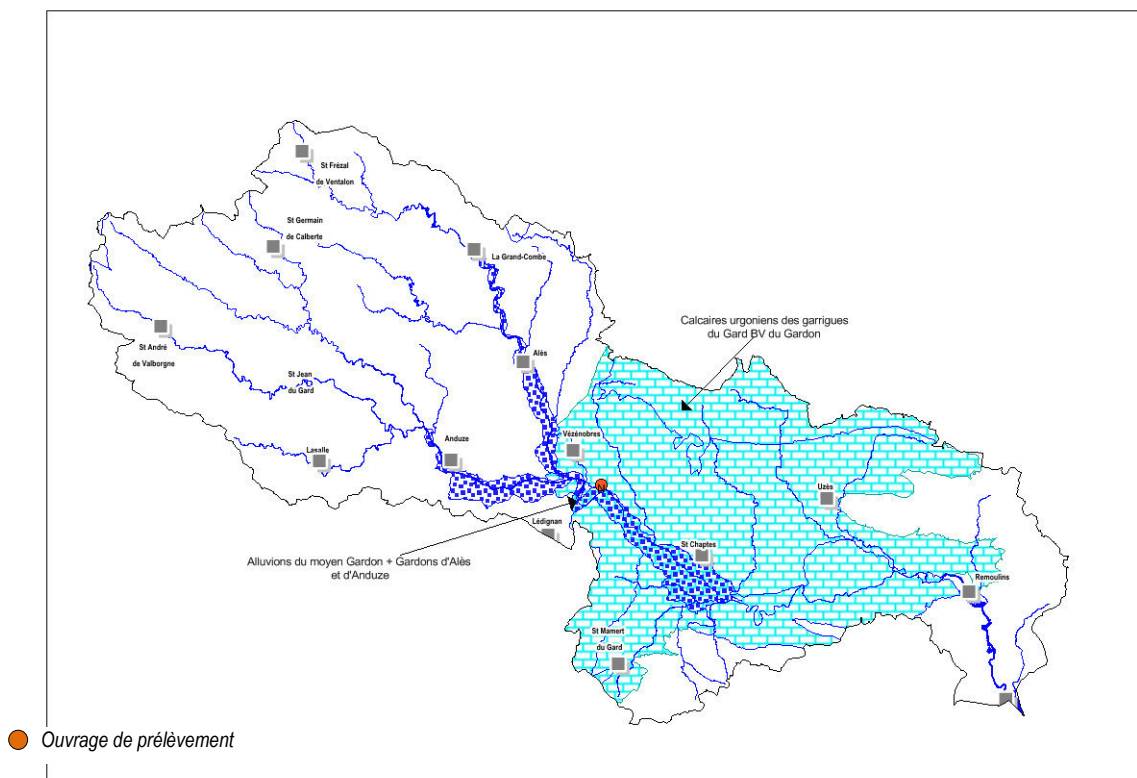 St Frézal
de Ventalon
St Germain
de Calberte
La Grand-Combe
Calcaires urgoniens des garrigues
du Gard BV du Gardon
St André
de Valborgne
Alès
St Jean
du Gard
Anduze
Vézénobres
Lasalle
N
Uzès
Lédignan
St Chaptes
Alluvions du moyen Gardon + Gardons d'Alès
et d'Anduze
Remoulins
St Mamert
du Gard
Ouvrage de prélèvement